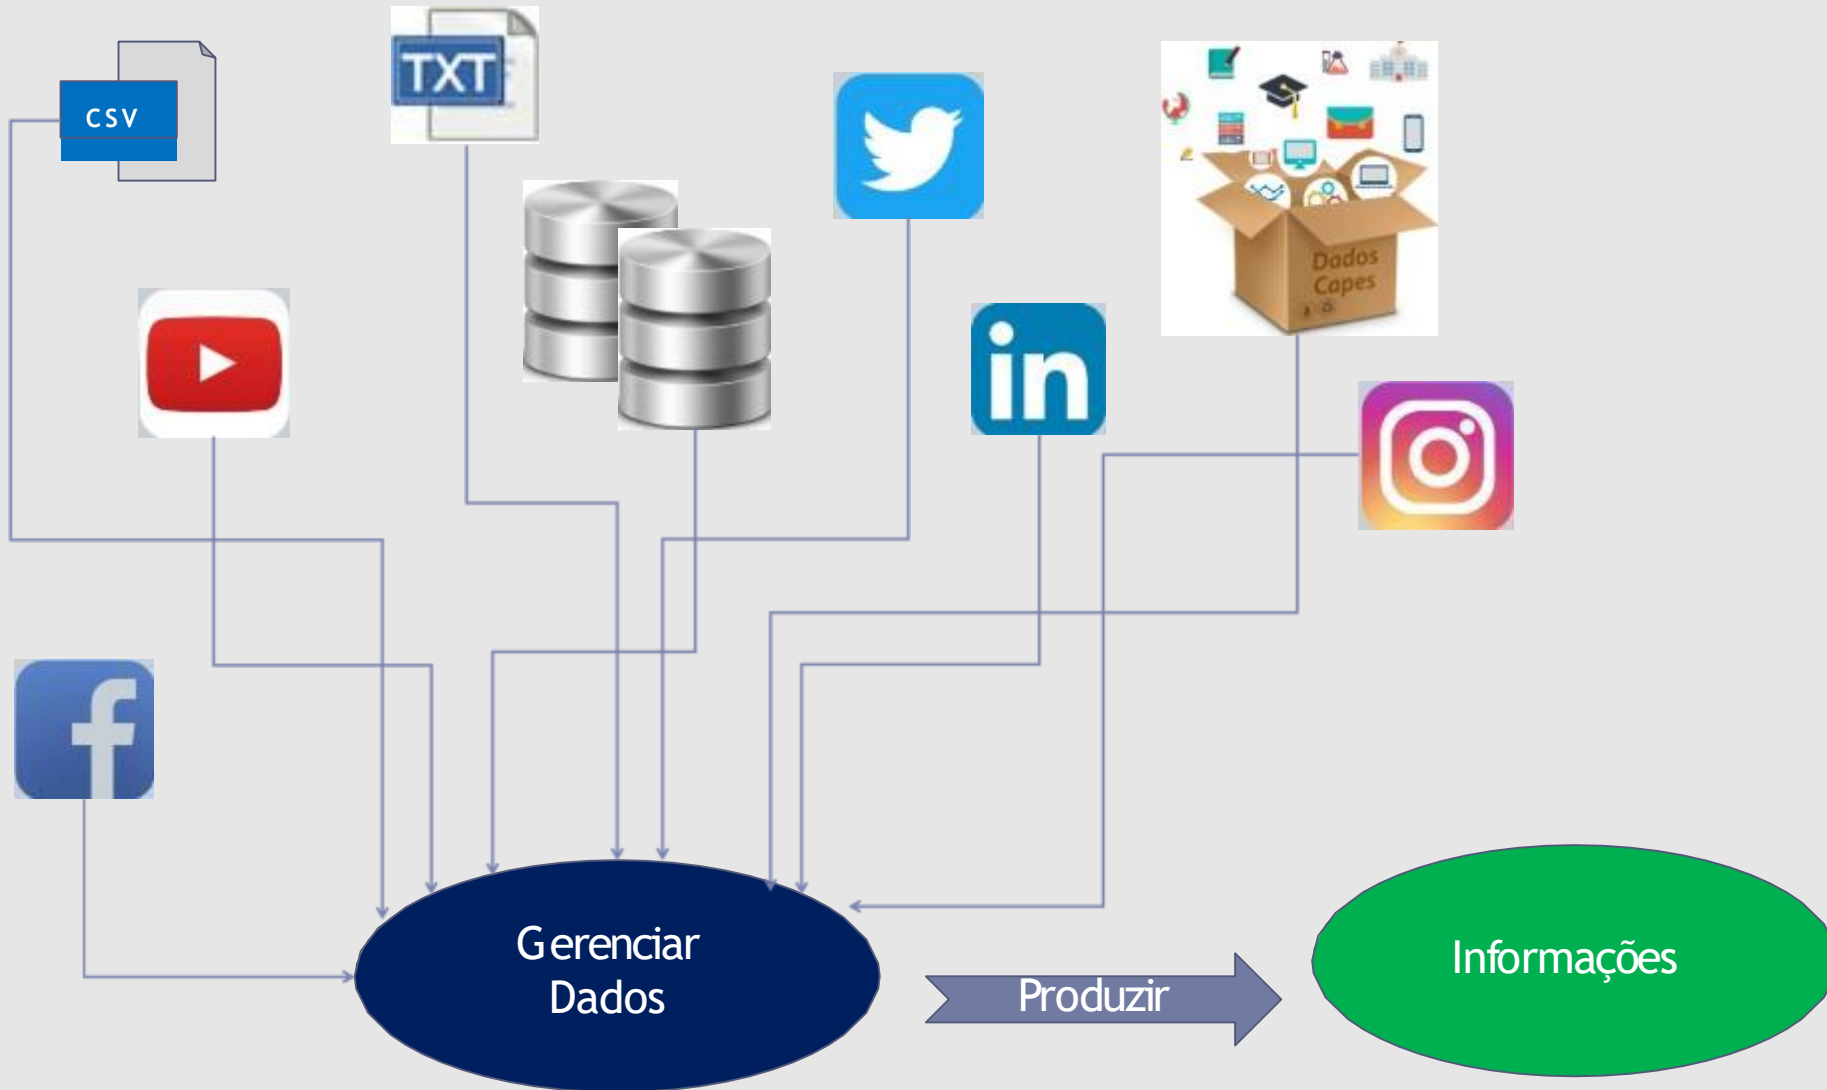 CSV
TXT
Dados
Capes
in
f
Gerenciar
Dados
Produzir
Informações